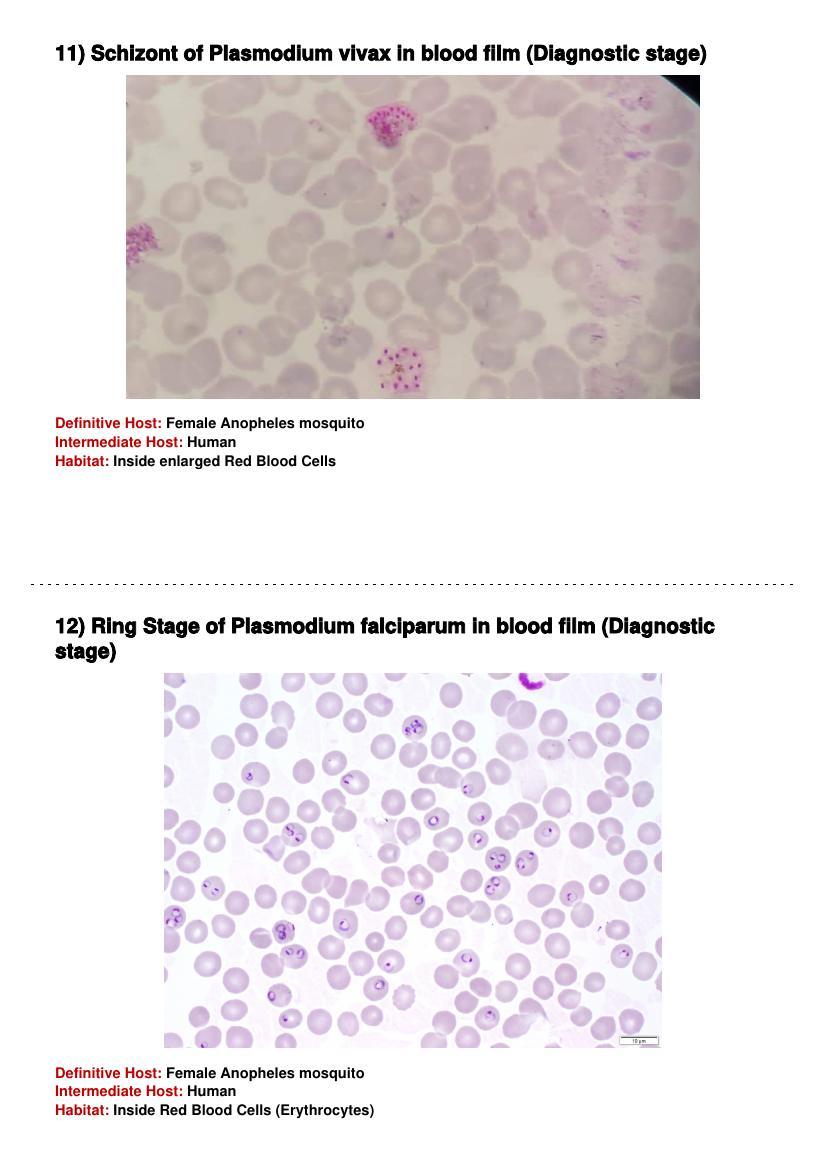 11) Schizont of Plasmodium vivax in blood film (Diagnostic stage)
Definitive Host: Female Anopheles mosquito
Intermediate Host: Human
Habitat: Inside enlarged Red Blood Cells
12) Ring Stage of Plasmodium falciparum in blood film (Diagnostic
stage)
10 µm
Definitive Host: Female Anopheles mosquito
Intermediate Host: Human
Habitat: Inside Red Blood Cells (Erythrocytes)